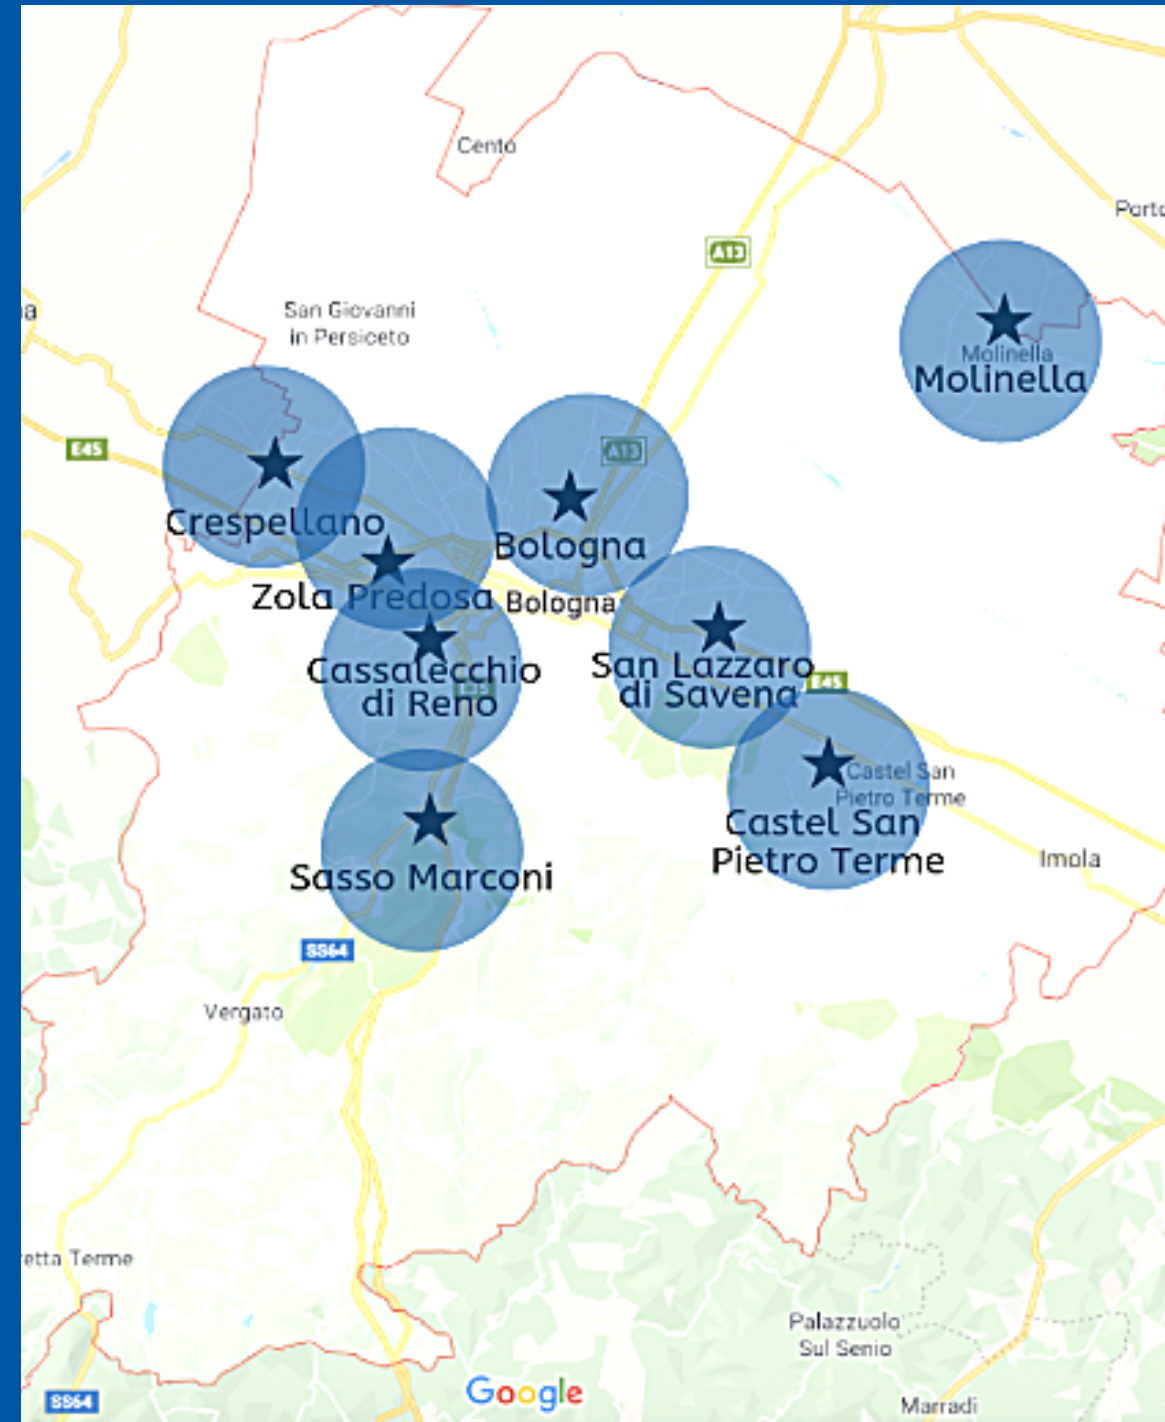 Cento
Porto
A13
San Giovanni
in Persiceto
Molinella
Molinella
E45
A13
Crespellano
Bologna
Zola Predosa
Bologna
Cassalecchio
di Reno
San Lazzaro
di Savena
E45
Castel San
Pietro Terme
Castel San
Pietro Terme
Imola
Sasso Marconi
SS64
Vergato
etta Terme
Palazzuolo
Sul Senio
Google
SS64
Marradi